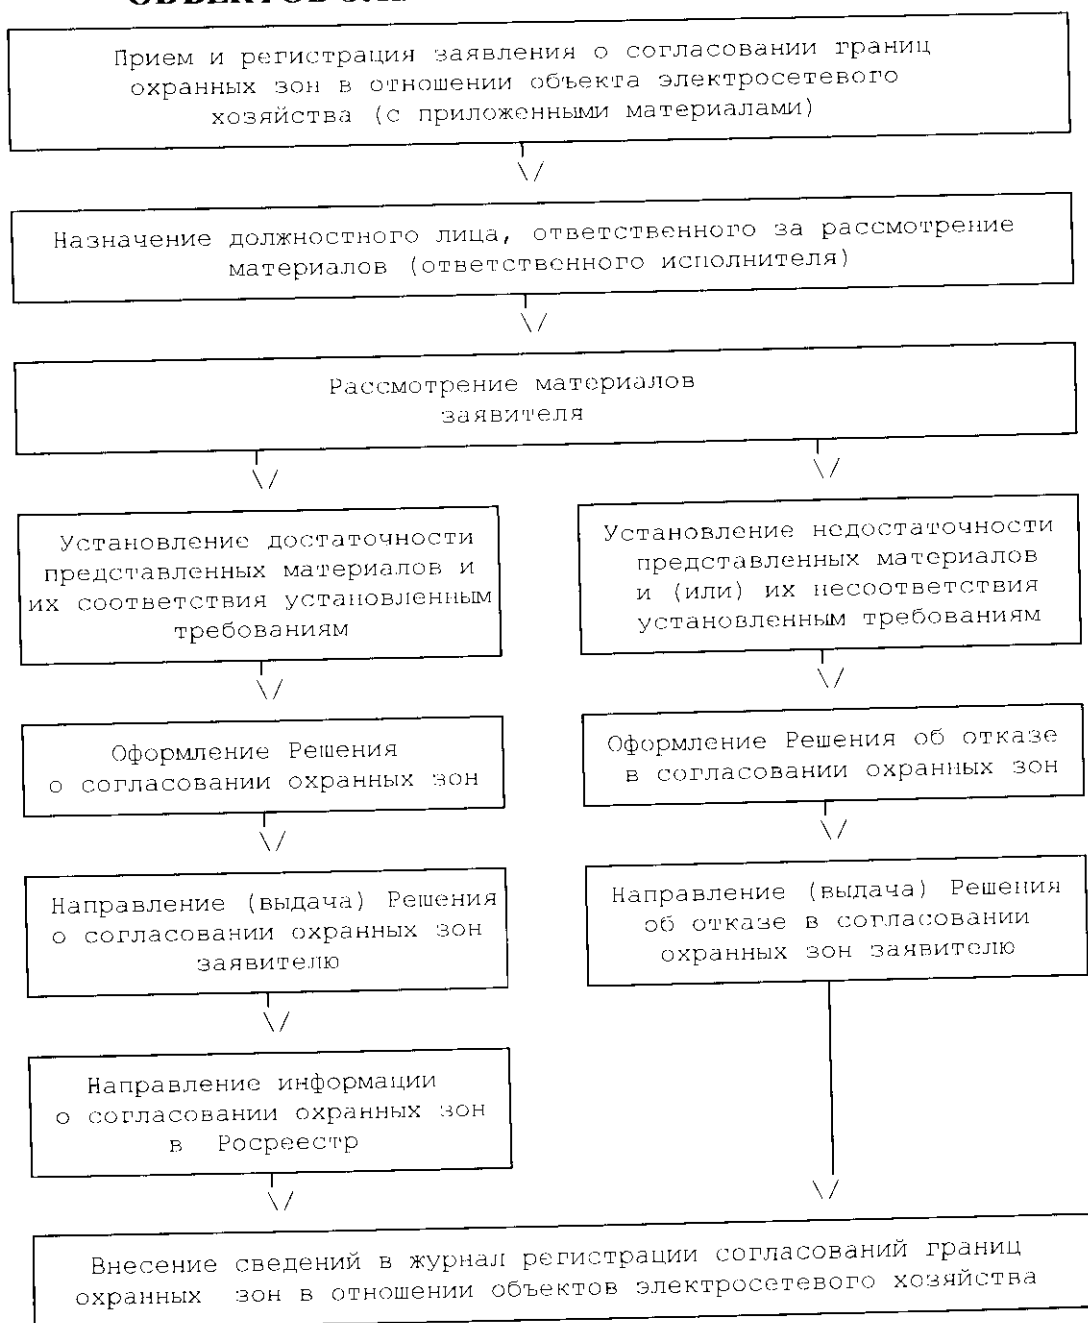 Прием и регистрация заявления о согласовании границ
охранных зон в отношении объекта электросетевого
хозяйства (с приложенными материалами)
Назначение должностного лица, ответственного за рассмотрение
материалов (ответственного исполнителя)
Рассмотрение материалов
заявителя
Установление достаточности
представленных материалов и
их соответствия установленным
требованиям
Установление недостаточности
представленных материалов
и (или) их несоответствия
установленным требованиям
Оформление Решения
о согласовании охранных зон
Оформление Решения об отказе
в согласовании охранных зон
Направление (выдача) Решения
о согласовании охранных зон
заявителю
Направление (выдача) Решения
об отказе в согласовании
охранных зон заявителю
Направление информации
о согласовании охранных зон
в Росреестр
Внесение сведений в журнал регистрации согласований границ
охранных зон в отношении объектов электросетевого хозяйства